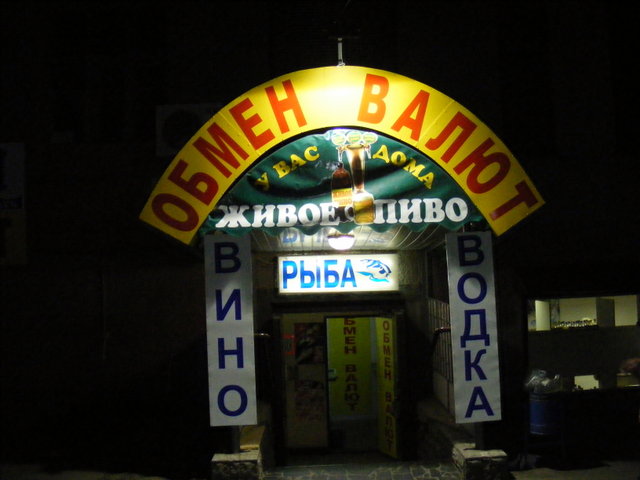 ОБМЕН ВАЛЮТ
У ВАС ДОМА
ЖИВОЕ ПИВО
РЫБА
ВИНО
ВОДКА
ОБМЕН ВАЛЮТ
ОБМЕН ВАЛЮТ